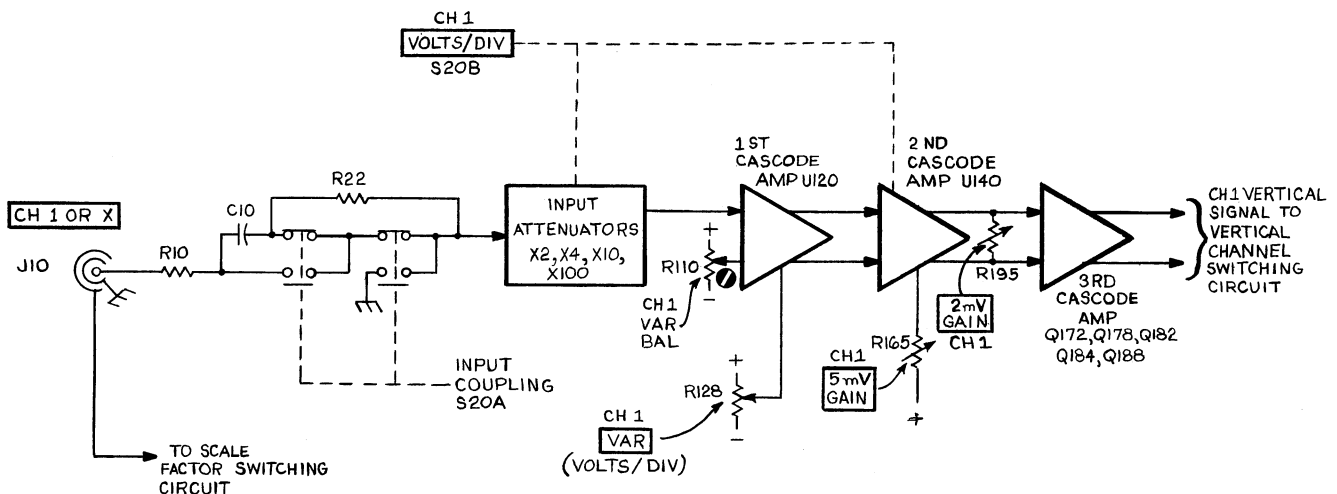 CH 1
VOLTS/DIV
S20B
CH 1 OR X
J10
R10
C10
R22
INPUT
COUPLING
S20A
TO SCALE
FACTOR SWITCHING
CIRCUIT
INPUT
ATTENUATORS
X2, X4, X10,
X100
1ST
CASCODE
AMP U120
+
R110
−
CH 1
VAR
BAL
+
R128
−
CH 1
VAR
(VOLTS/DIV)
2 ND
CASCODE
AMP U140
R165
+
CH1
5mV
GAIN
R195
2mV
GAIN
CH 1
3RD
CASCODE
AMP
Q172, Q178, Q182
Q184, Q188
CH 1 VERTICAL
SIGNAL TO
VERTICAL
CHANNEL
SWITCHING
CIRCUIT